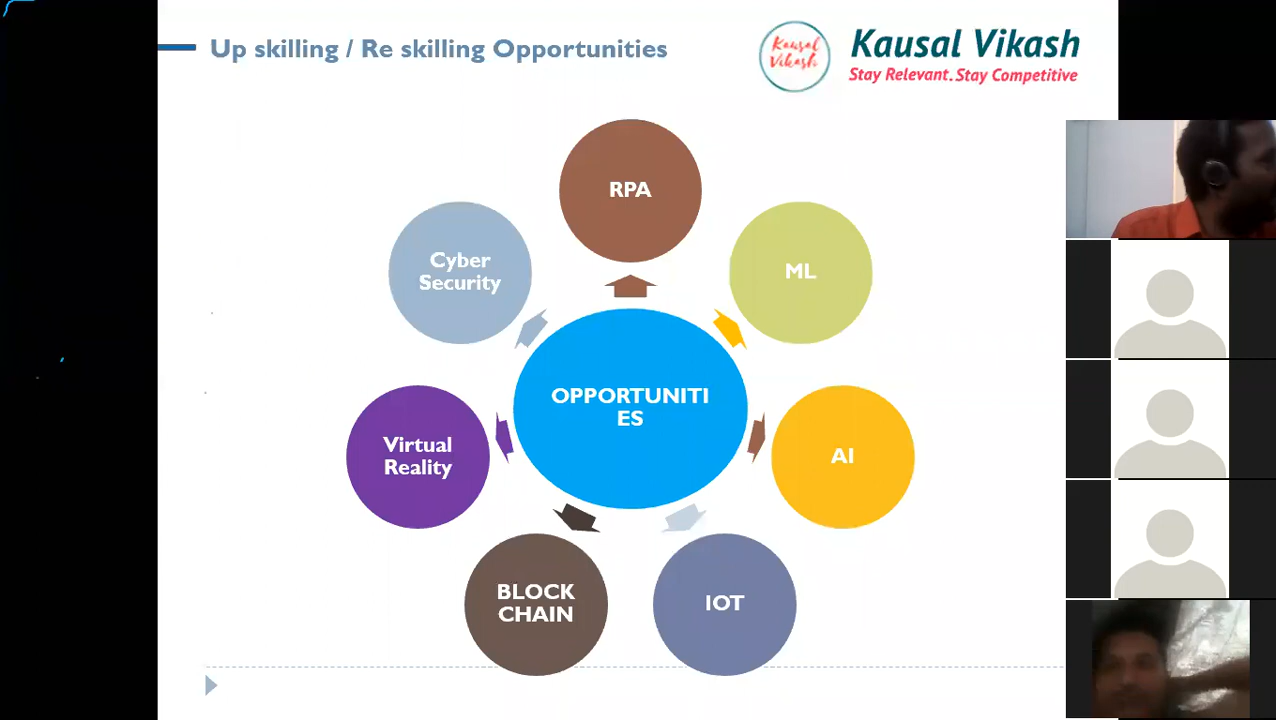 Up skilling / Re skilling Opportunities
Kausal
Vikash
Kausal Vikash
Stay Relevant. Stay Competitive
RPA
Cyber
Security
ML
OPPORTUNITI
ES
Virtual
Reality
AI
BLOCK
CHAIN
IOT